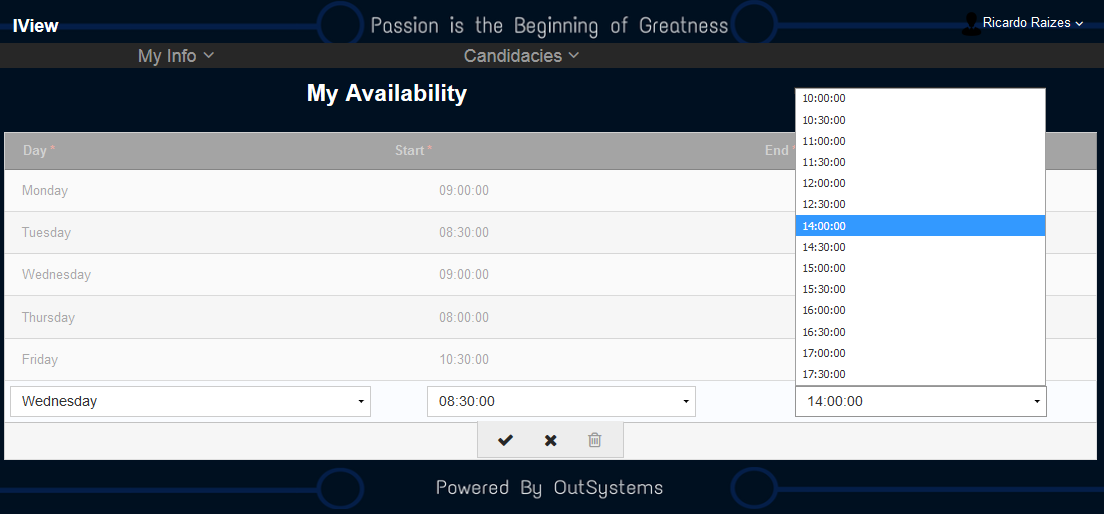 IView
Passion is the Beginning of Greatness
Ricardo Raizes
My Info
Candidacies
My Availability
Day *
Start *
End *
Monday
09:00:00
Tuesday
08:30:00
Wednesday
09:00:00
Thursday
08:00:00
Friday
10:30:00
10:00:00
10:30:00
11:00:00
11:30:00
12:00:00
12:30:00
14:00:00
14:30:00
15:00:00
15:30:00
16:00:00
16:30:00
17:00:00
17:30:00
Wednesday
08:30:00
14:00:00
Powered By OutSystems